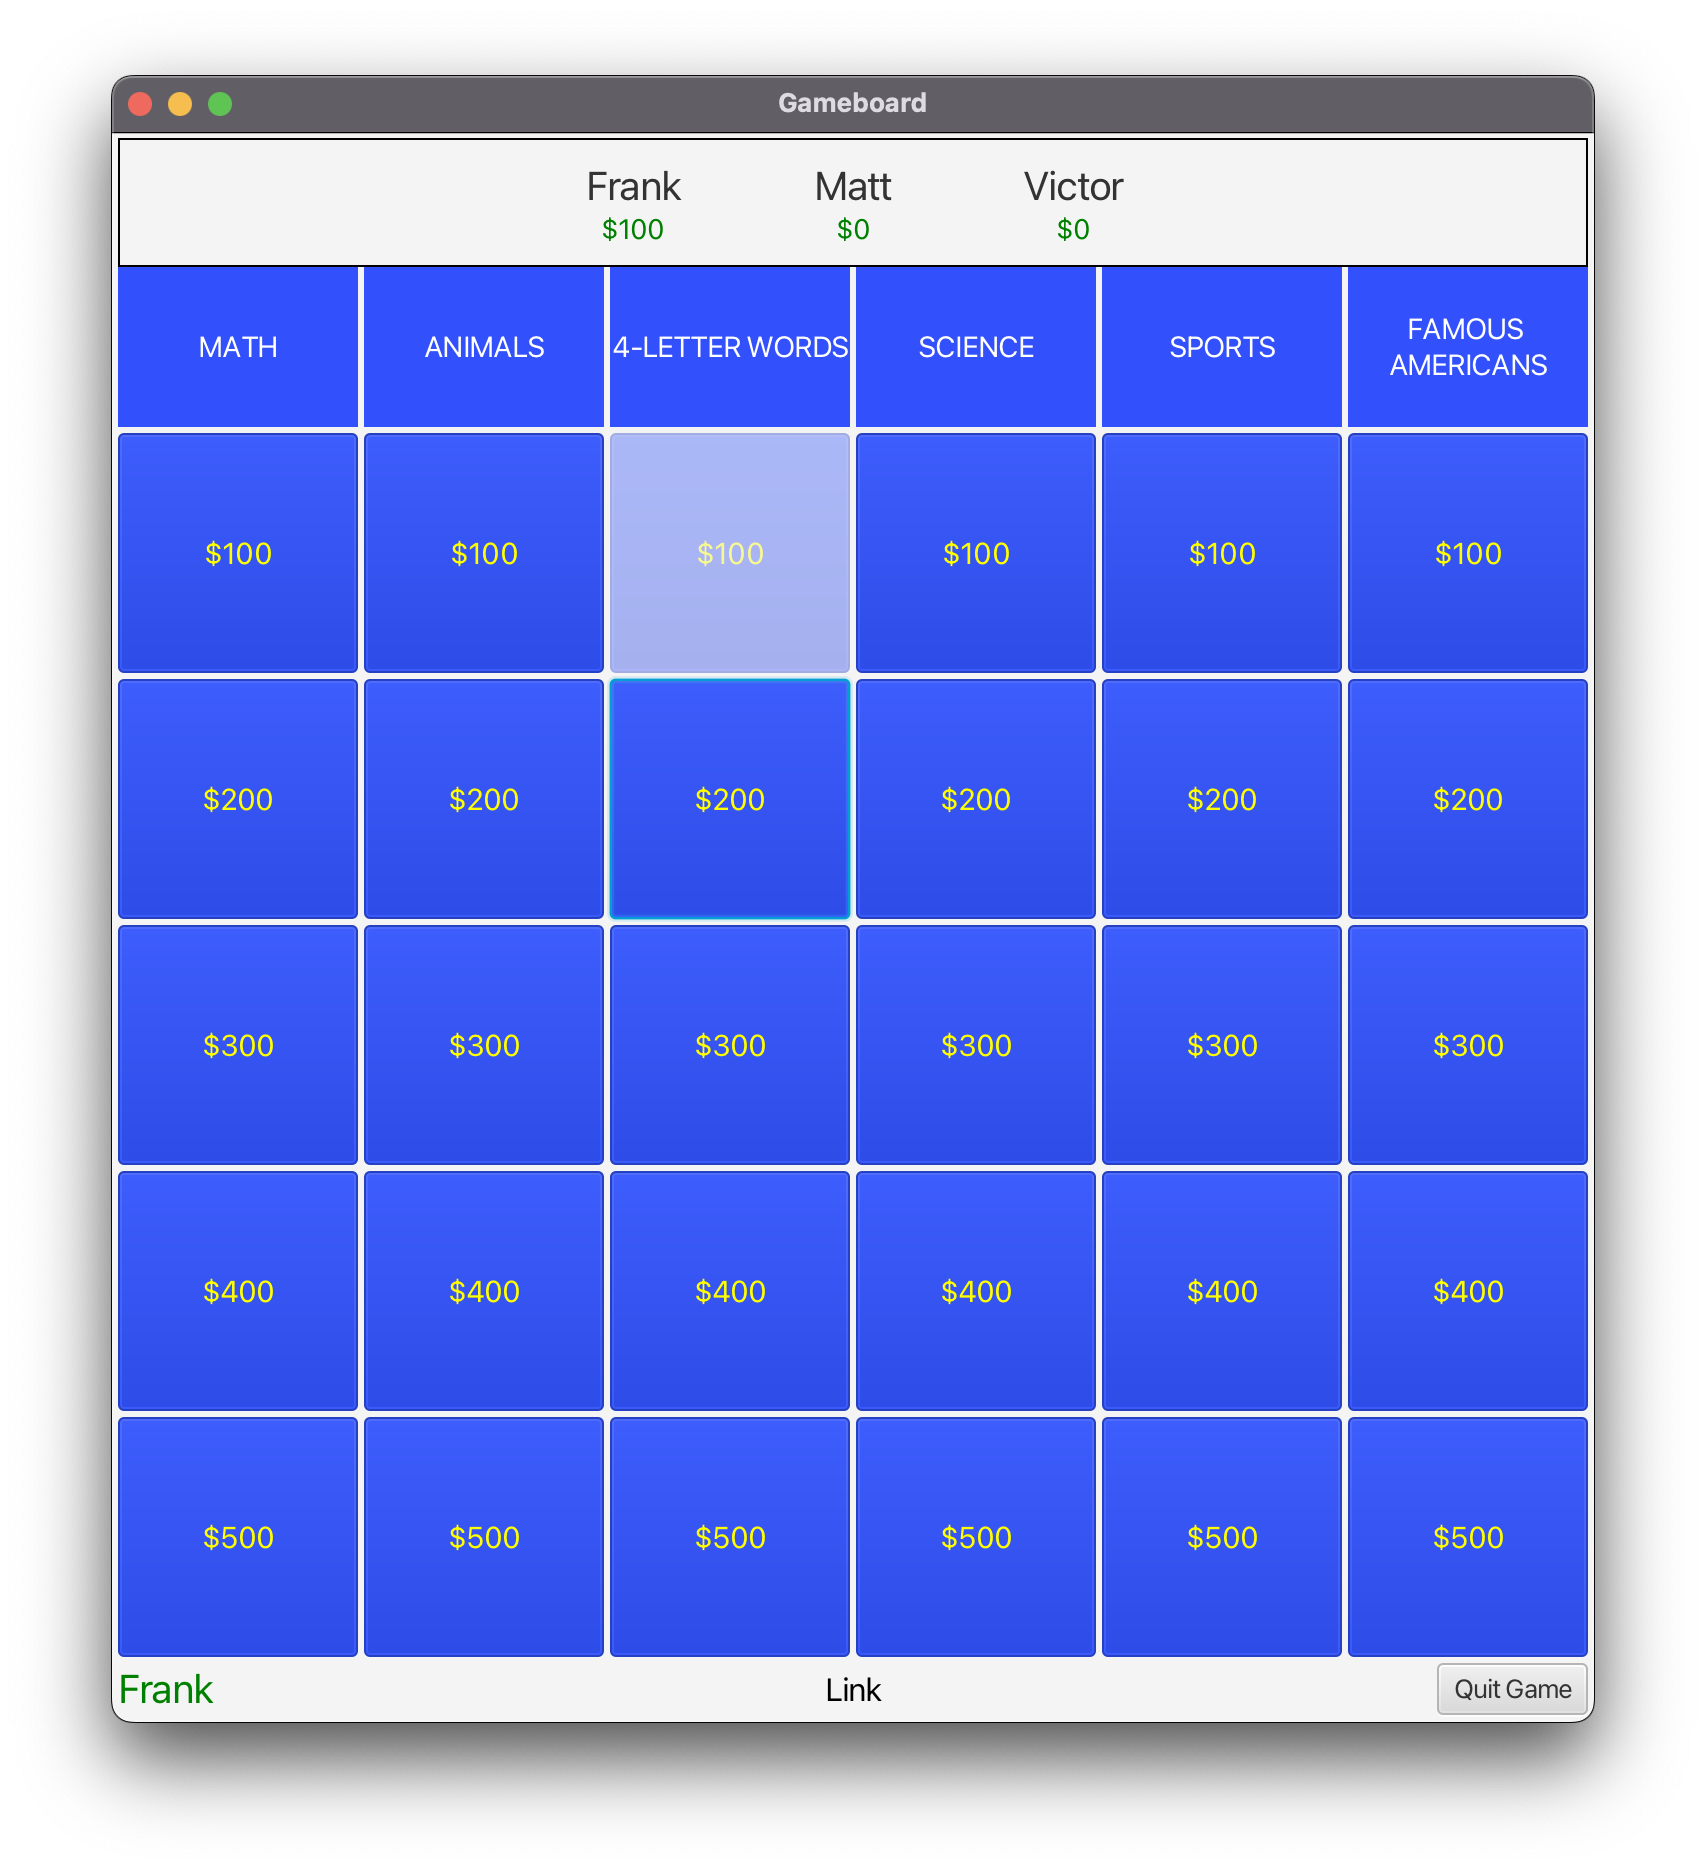 Gameboard
Frank Matt Victor
$100 $0 $0
MATH ANIMALS 4-LETTER WORDS SCIENCE SPORTS FAMOUS AMERICANS
$100 $100 $100 $100 $100 $100
$200 $200 $200 $200 $200 $200
$300 $300 $300 $300 $300 $300
$400 $400 $400 $400 $400 $400
$500 $500 $500 $500 $500 $500
Frank Link Quit Game